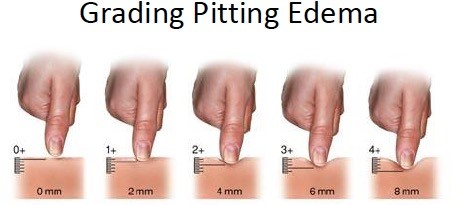 Grading Pitting Edema
0+ 1+ 2+ 3+ 4+
0 mm 2 mm 4 mm 6 mm 8 mm